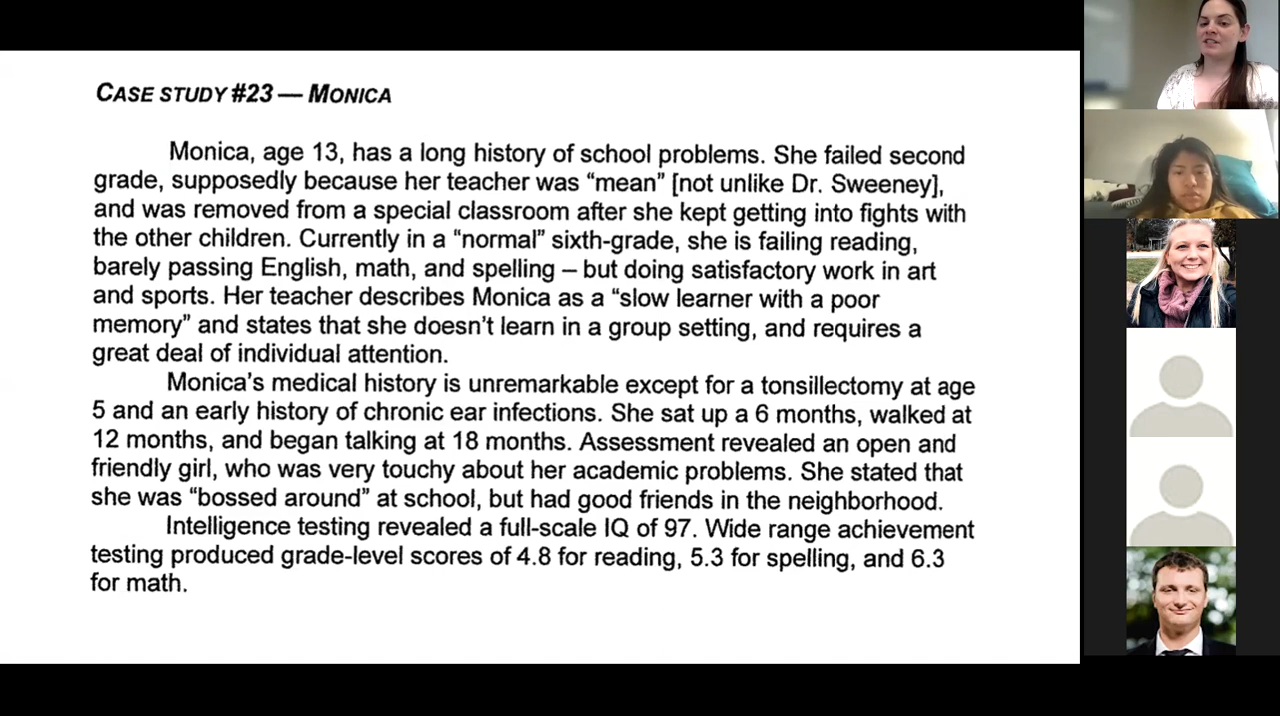 CASE STUDY #23 — MONICA
Monica, age 13, has a long history of school problems. She failed second
grade, supposedly because her teacher was “mean” [not unlike Dr. Sweeney],
and was removed from a special classroom after she kept getting into fights with
the other children. Currently in a “normal” sixth-grade, she is failing reading,
barely passing English, math, and spelling – but doing satisfactory work in art
and sports. Her teacher describes Monica as a “slow learner with a poor
memory” and states that she doesn’t learn in a group setting, and requires a
great deal of individual attention.
Monica’s medical history is unremarkable except for a tonsillectomy at age
5 and an early history of chronic ear infections. She sat up a 6 months, walked at
12 months, and began talking at 18 months. Assessment revealed an open and
friendly girl, who was very touchy about her academic problems. She stated that
she was “bossed around” at school, but had good friends in the neighborhood.
Intelligence testing revealed a full-scale IQ of 97. Wide range achievement
testing produced grade-level scores of 4.8 for reading, 5.3 for spelling, and 6.3
for math.